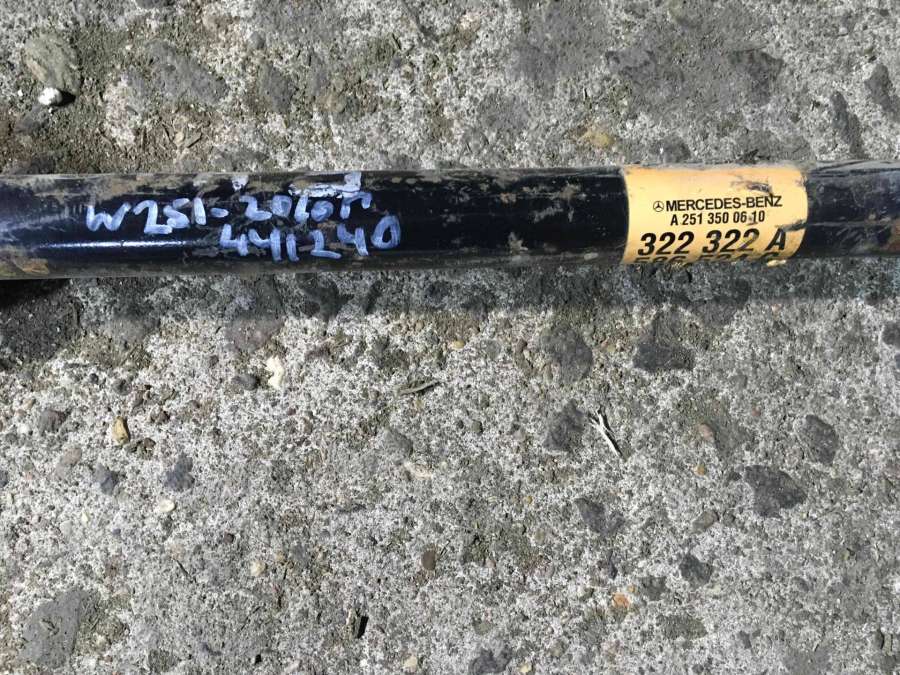 W251-2010г
441240
MERCEDES-BENZ
A 251 350 06 10
322 322 A